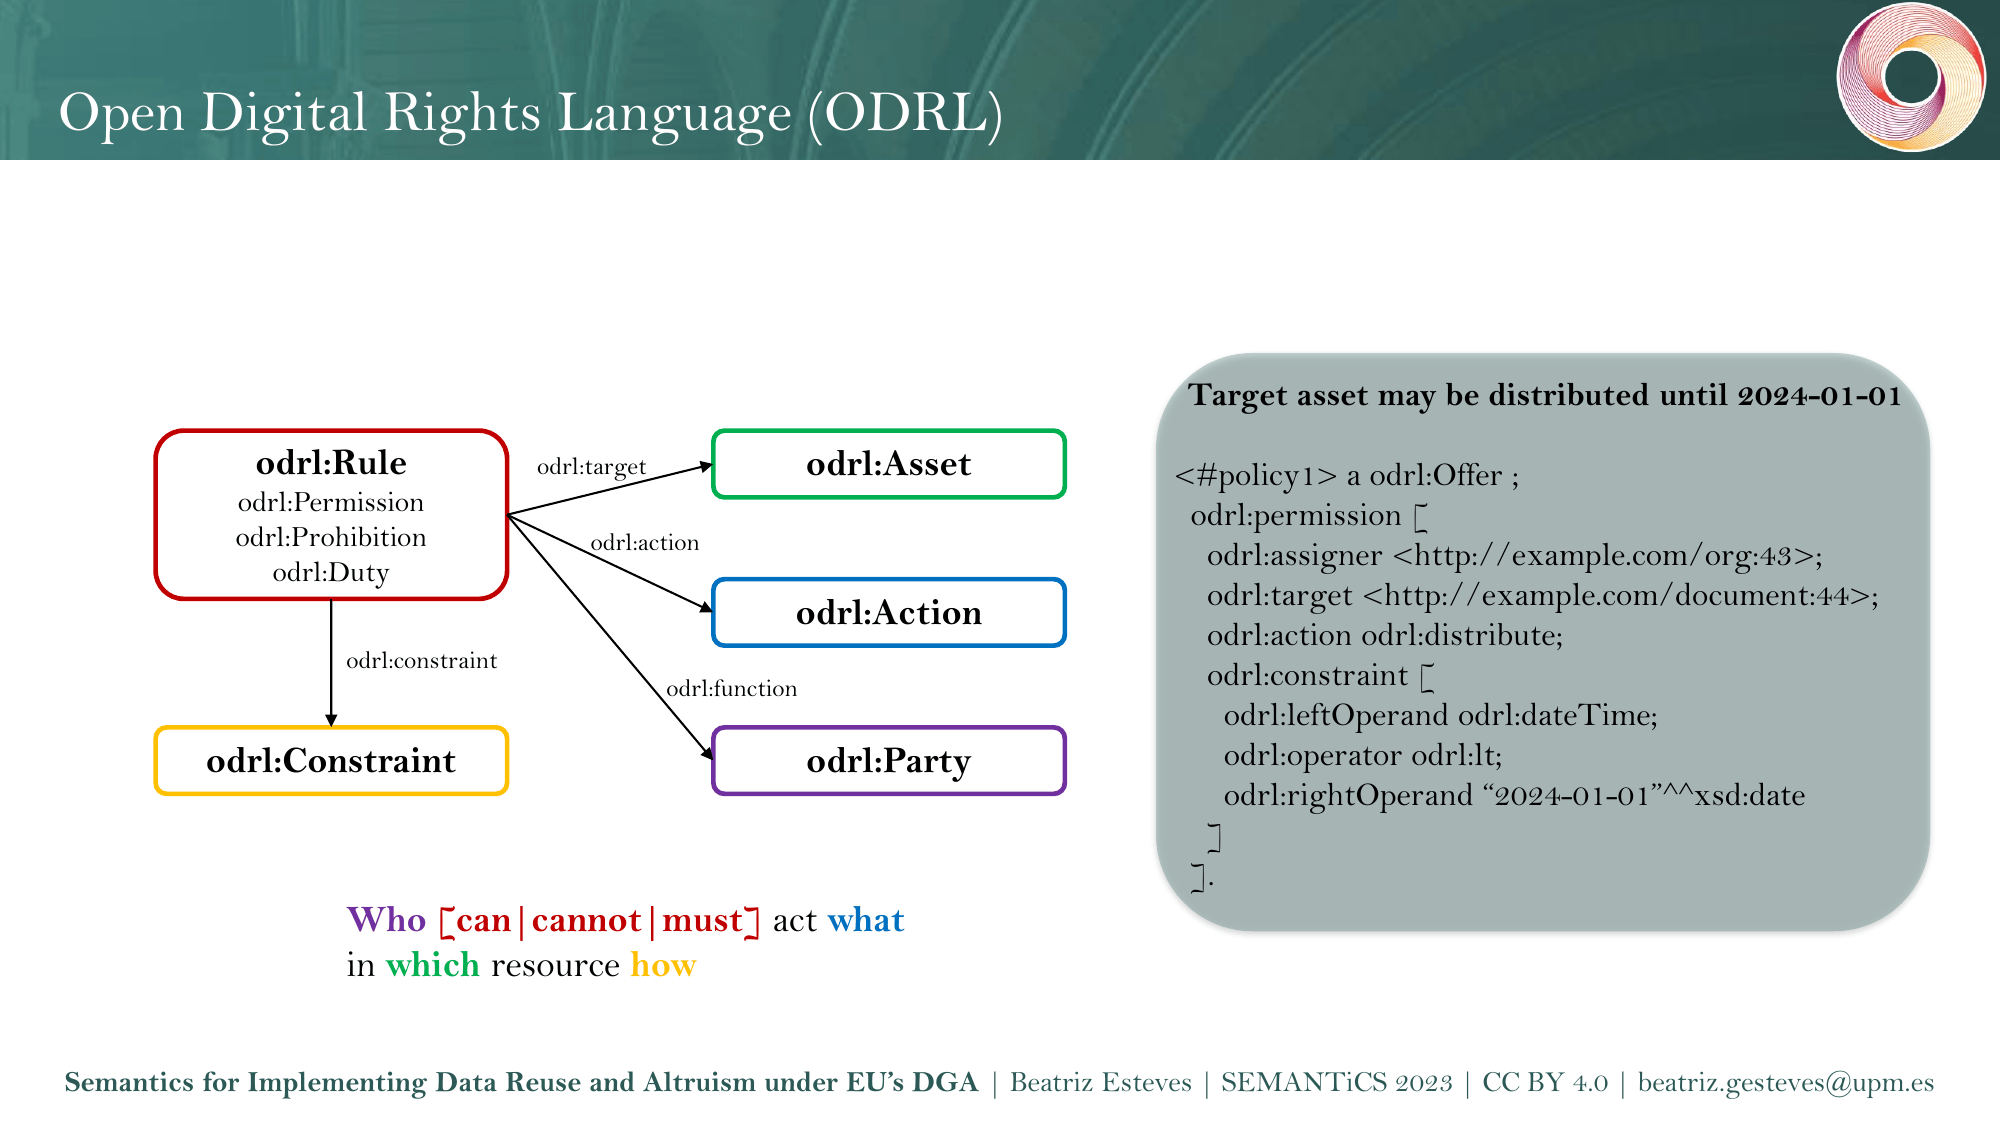 Open Digital Rights Language (ODRL)
odrl:Rule
odrl:Permission
odrl:Prohibition
odrl:Duty
odrl:target
odrl:Asset
odrl:action
odrl:Action
odrl:constraint
odrl:function
odrl:Constraint
odrl:Party
Who [can|cannot|must] act what
in which resource how
Target asset may be distributed until 2024-01-01
<#policy1> a odrl:Offer ;
odrl:permission [
odrl:assigner <http://example.com/org:43>;
odrl:target <http://example.com/document:44>;
odrl:action odrl:distribute;
odrl:constraint [
odrl:leftOperand odrl:dateTime;
odrl:operator odrl:lt;
odrl:rightOperand “2024-01-01”^^xsd:date
]
].
Semantics for Implementing Data Reuse and Altruism under EU’s DGA | Beatriz Esteves | SEMANTiCS 2023 | CC BY 4.0 | beatriz.gesteves@upm.es